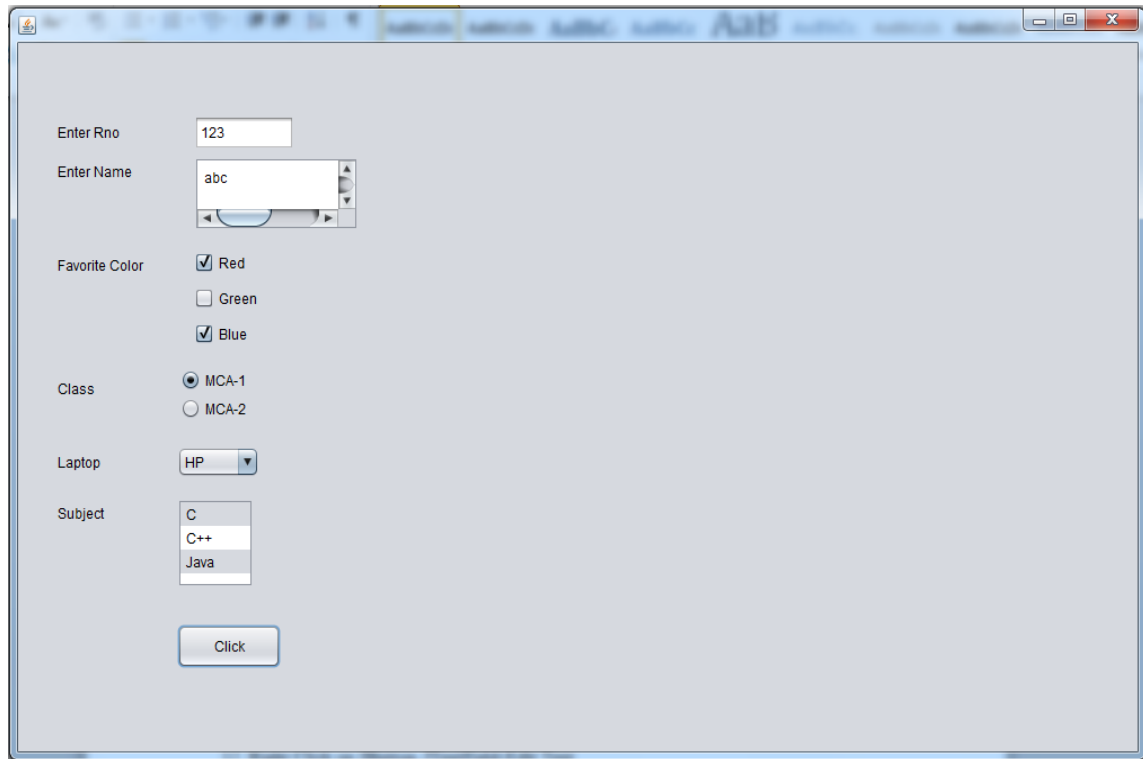 Enter Rno 123
Enter Name abc
Favorite Color Red
Green
Blue
Class MCA-1
MCA-2
Laptop HP
Subject C
C++
Java
Click